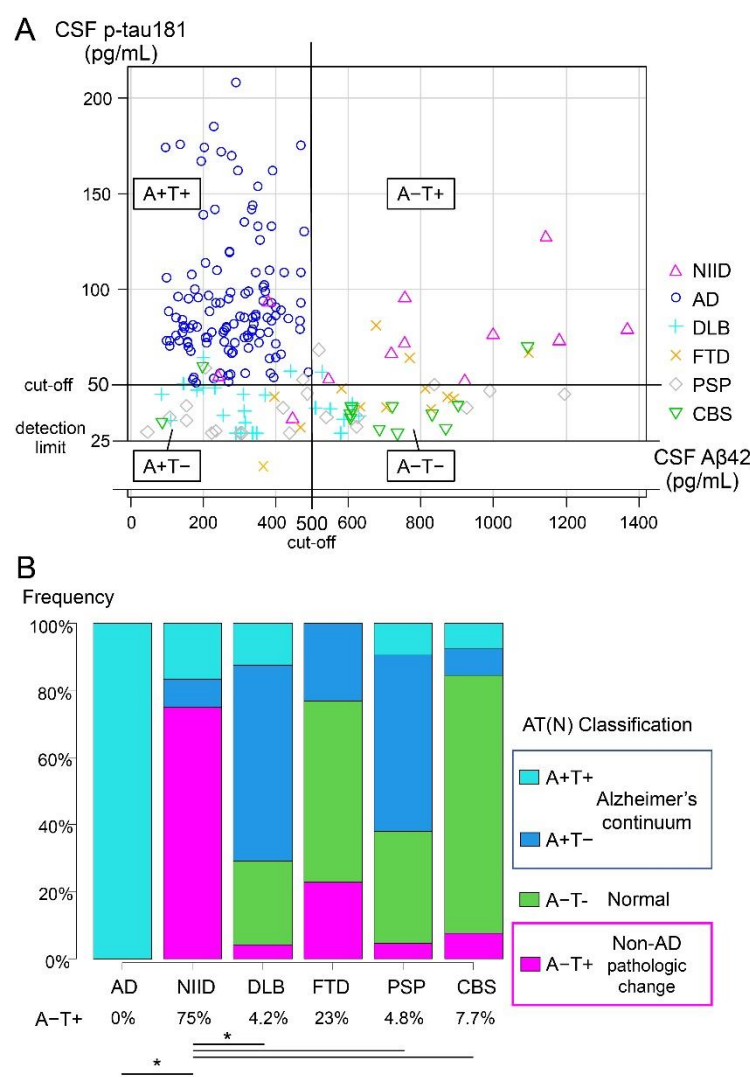 A
CSF p-tau181
(pg/mL)
200
150
100
cut-off 50
detection
limit 25
A+T+
A−T+
A+T−
A−T−
NIID
AD
DLB
FTD
PSP
CBS
CSF Aβ42
(pg/mL)
0 200 400 500 600 800 1000 1200 1400
cut-off
B
Frequency
100%
80%
60%
40%
20%
0%
AD NIID DLB FTD PSP CBS
A−T+ 0% 75% 4.2% 23% 4.8% 7.7%
*
*
AT(N) Classification
A+T+
A+T−
Alzheimer's
continuum
A−T- Normal
A−T+
Non-AD
pathologic
change